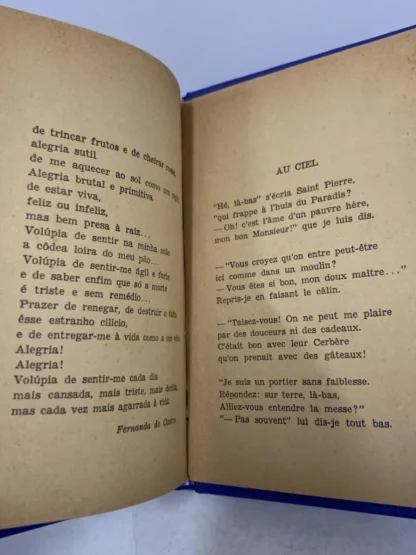 de trincar frutos e de cheirar rosas,
alegria sutil
de me aquecer ao sol como um
Alegria brutal e primitiva
de estar viva,
feliz ou infeliz,
mas bem presa à raiz...
Volúpia de sentir na minha mão
a côdea loira do meu pão...
Volúpia de sentir-me ágil e forte
e de saber enfim que só a morte
é triste e sem remédio...
Prazer de renegar, de destruir o tédio
êsse estranho cilício,
e de entregar-me à vida como a um vício
Alegria!
Alegria!
Volúpia de sentir-me cada dia
mais cansada, mais triste, mais dorida,
mas cada vez mais agarrada à vida.
Fernanda de Castro
AU CIEL
"Hé, là-bas" s'écria Saint Pierre,
"qui frappe à l'huis du Paradis?
— Oh! c'est l'âme d'un pauvre hère,
mon bon Monsieur!" que je luis dis.
—"Vous croyez qu'on entre peut-être
ici comme dans un moulin?
— Vous êtes si bon, mon doux maître..."
Repris-je en faisant le câlin.
—"Taisez-vous! On ne peut me plaire
par des douceurs ni des cadeaux.
C'était bon avec leur Cerbère
qu'on prenait avec des gâteaux!
"Je suis un portier sans faiblesse.
Répondez: sur terre, là-bas,
Alliez-vous entendre la messe?"
"— Pas souvent" lui dis-je tout bas.